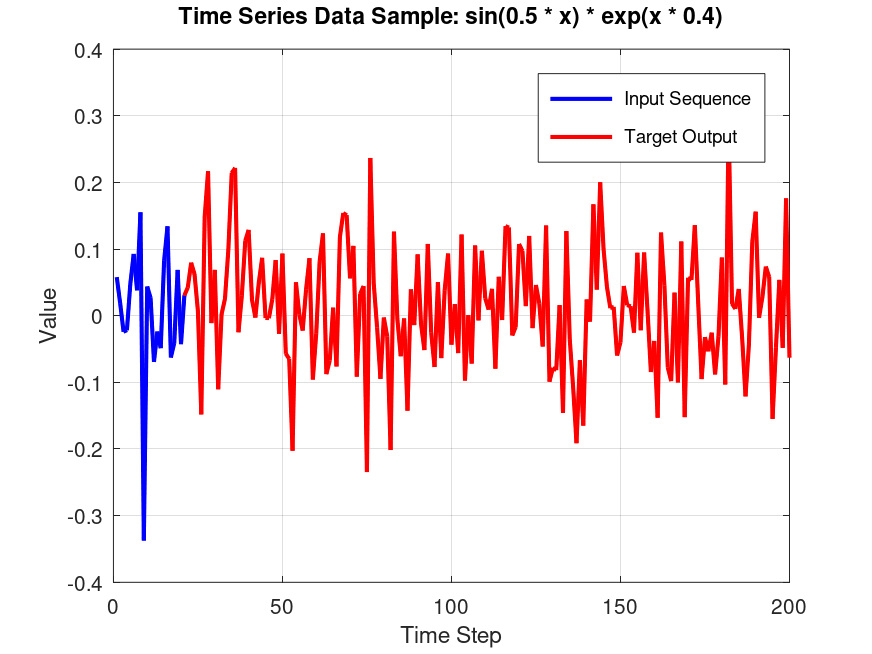 Time Series Data Sample: sin(0.5 * x) * exp(x * 0.4)
0.4
0.3
0.2
0.1
0
-0.1
-0.2
-0.3
-0.4
Value
Input Sequence
Target Output
0 50 100 150 200
Time Step